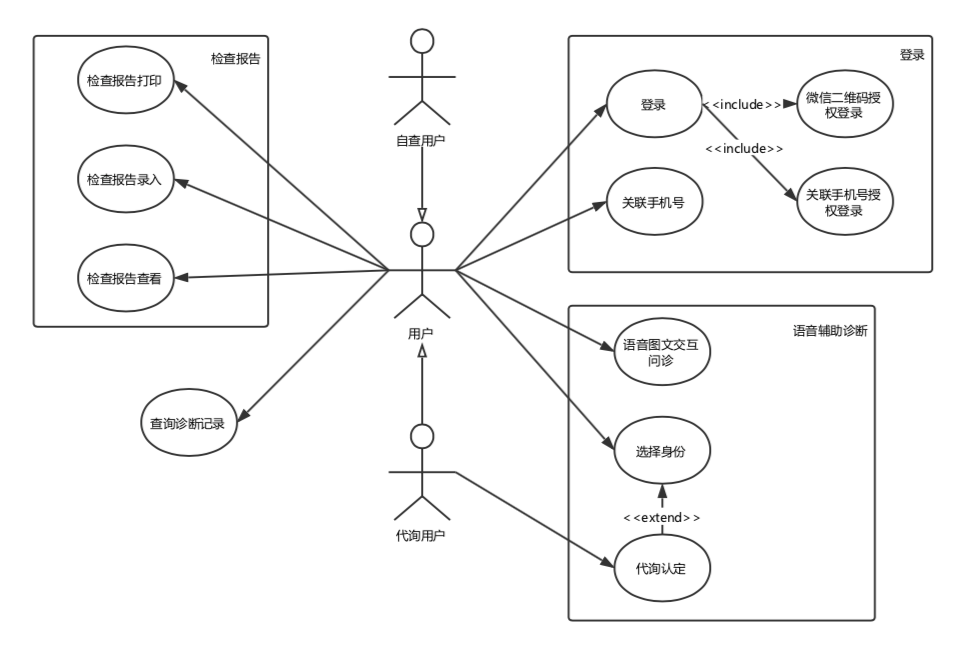 检查报告
检查报告打印
检查报告录入
检查报告查看
查询诊断记录
自查用户
用户
代询用户
登录
登录
<<include>>
微信二维码授
权登录
<<include>>
关联手机号
关联手机号授
权登录
语音辅助诊断
语音图文交互
问诊
选择身份
<<extend>>
代询认定